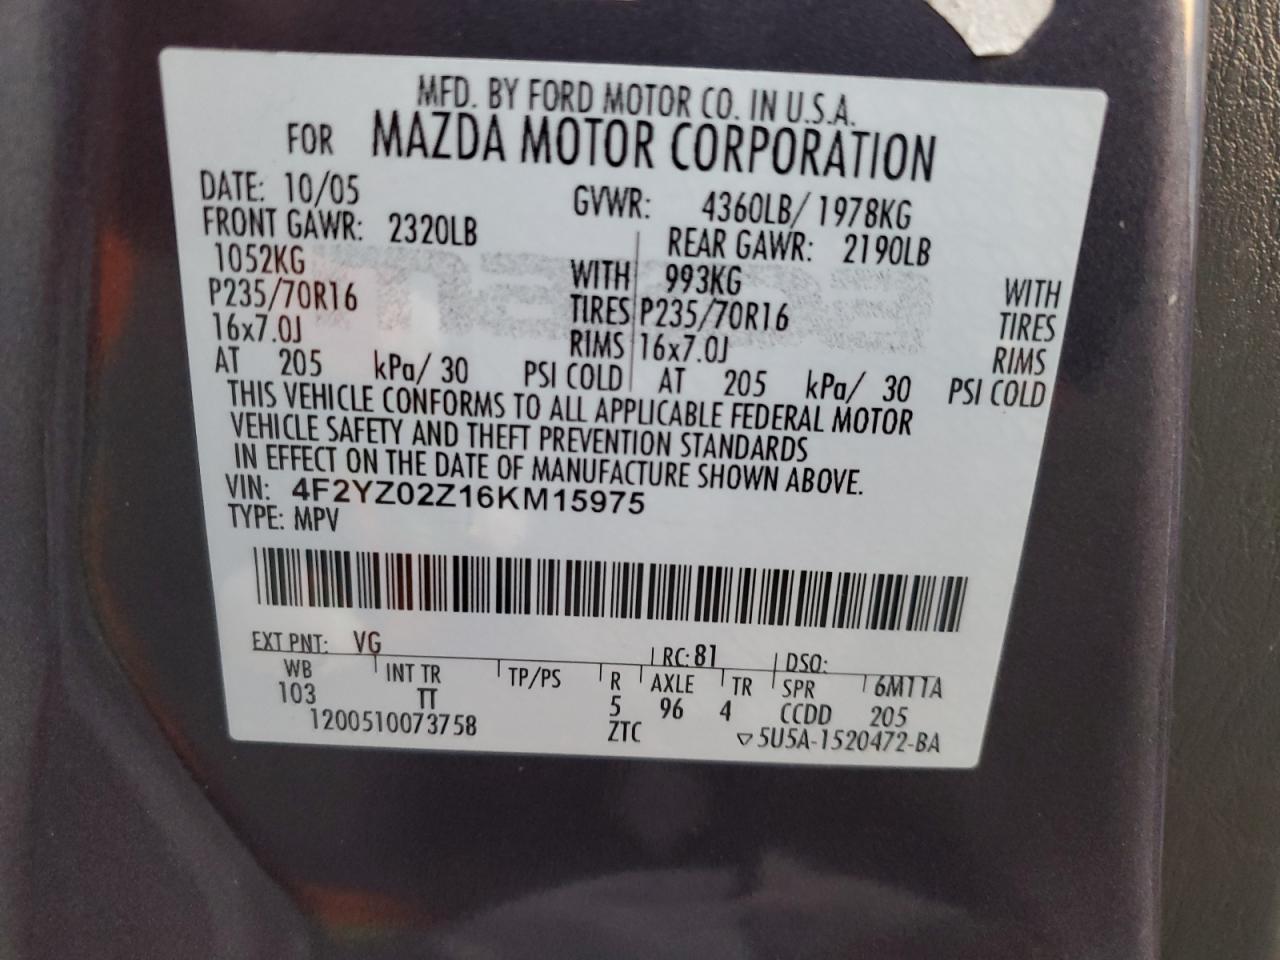 MFD. BY FORD MOTOR CO. IN U.S.A.
FOR MAZDA MOTOR CORPORATION
DATE: 10/05 GVWR: 4360LB/ 1978KG
FRONT GAWR: 2320LB REAR GAWR: 2190LB
1052KG WITH 993KG WITH
P235/70R16 TIRES P235/70R16 TIRES
16x7.0J RIMS 16x7.0J RIMS
AT 205 kPa/ 30 PSI COLD AT 205 kPa/ 30 PSI COLD
THIS VEHICLE CONFORMS TO ALL APPLICABLE FEDERAL MOTOR
VEHICLE SAFETY AND THEFT PREVENTION STANDARDS
IN EFFECT ON THE DATE OF MANUFACTURE SHOWN ABOVE.
VIN: 4F2YZ02Z16KM15975
TYPE: MPV
EXT PNT: VG RC: 81 DSO:
WB INT TR TP/PS R AXLE TR SPR 6M11A
103 TT 5 96 4 CCDD 205
1200510073758 ZTC ▽5U5A-1520472-BA